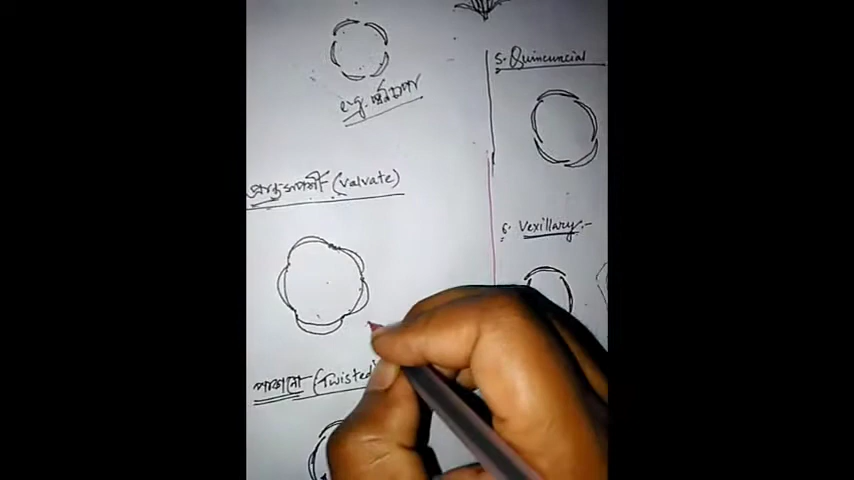 e.g.
প্রান্তস্পর্শী (valvate)
পাকানো (Twisted
5. Quincuncial
6. Vexillary :-